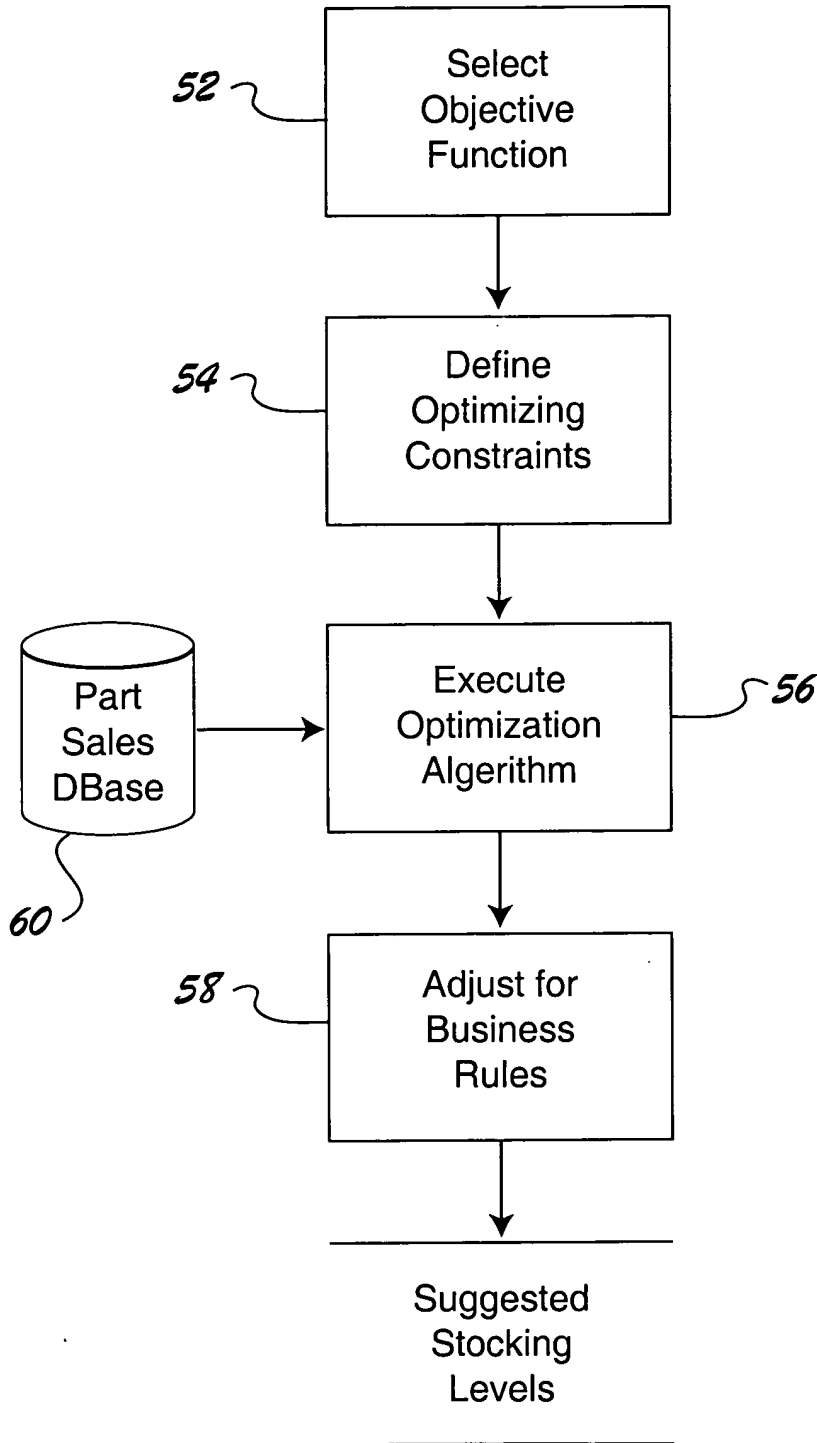 52
Select
Objective
Function
54
Define
Optimizing
Constraints
Part
Sales
DBase
60
Execute
Optimization
Algerithm
56
58
Adjust for
Business
Rules
Suggested
Stocking
Levels